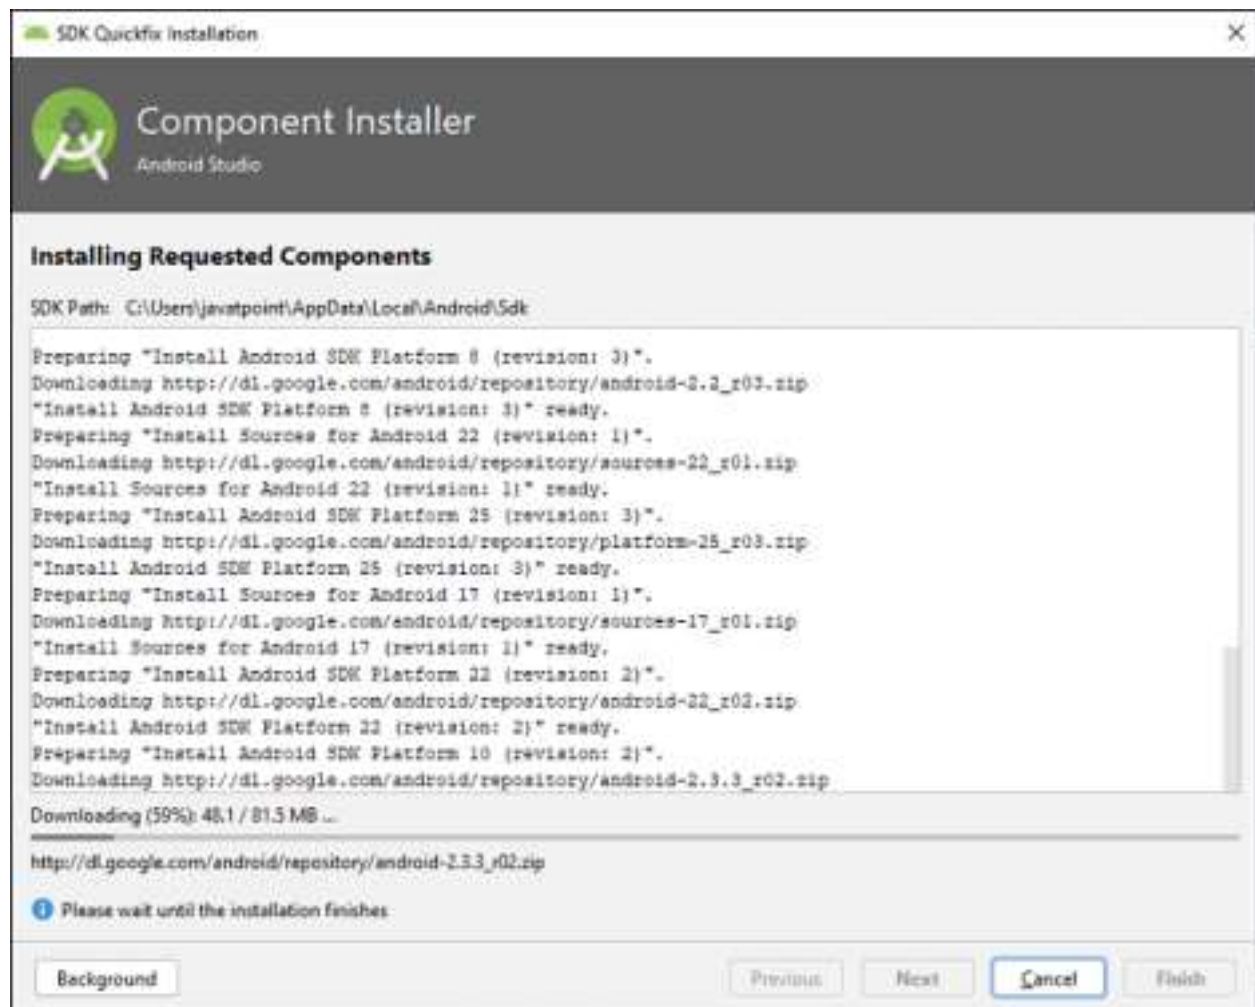 SDK Quickfix Installation
Component Installer
Android Studio
Installing Requested Components
SDK Path: C:\Users\javatpoint\AppData\Local\Android\Sdk
Preparing "Install Android SDK Platform 8 (revision: 3)".
Downloading http://dl.google.com/android/repository/android-2.2_r03.zip
"Install Android SDK Platform 8 (revision: 3)" ready.
Preparing "Install Sources for Android 22 (revision: 1)".
Downloading http://dl.google.com/android/repository/sources-22_r01.zip
"Install Sources for Android 22 (revision: 1)" ready.
Preparing "Install Android SDK Platform 25 (revision: 3)".
Downloading http://dl.google.com/android/repository/platform-25_r03.zip
"Install Android SDK Platform 25 (revision: 3)" ready.
Preparing "Install Sources for Android 17 (revision: 1)".
Downloading http://dl.google.com/android/repository/sources-17_r01.zip
"Install Sources for Android 17 (revision: 1)" ready.
Preparing "Install Android SDK Platform 22 (revision: 2)".
Downloading http://dl.google.com/android/repository/android-22_r02.zip
"Install Android SDK Platform 22 (revision: 2)" ready.
Preparing "Install Android SDK Platform 10 (revision: 2)".
Downloading http://dl.google.com/android/repository/android-2.3.3_r02.zip
Downloading (59%): 48.1 / 81.5 MB ...
http://dl.google.com/android/repository/android-2.3.3_r02.zip
Please wait until the installation finishes
Background Previous Next Cancel Finish